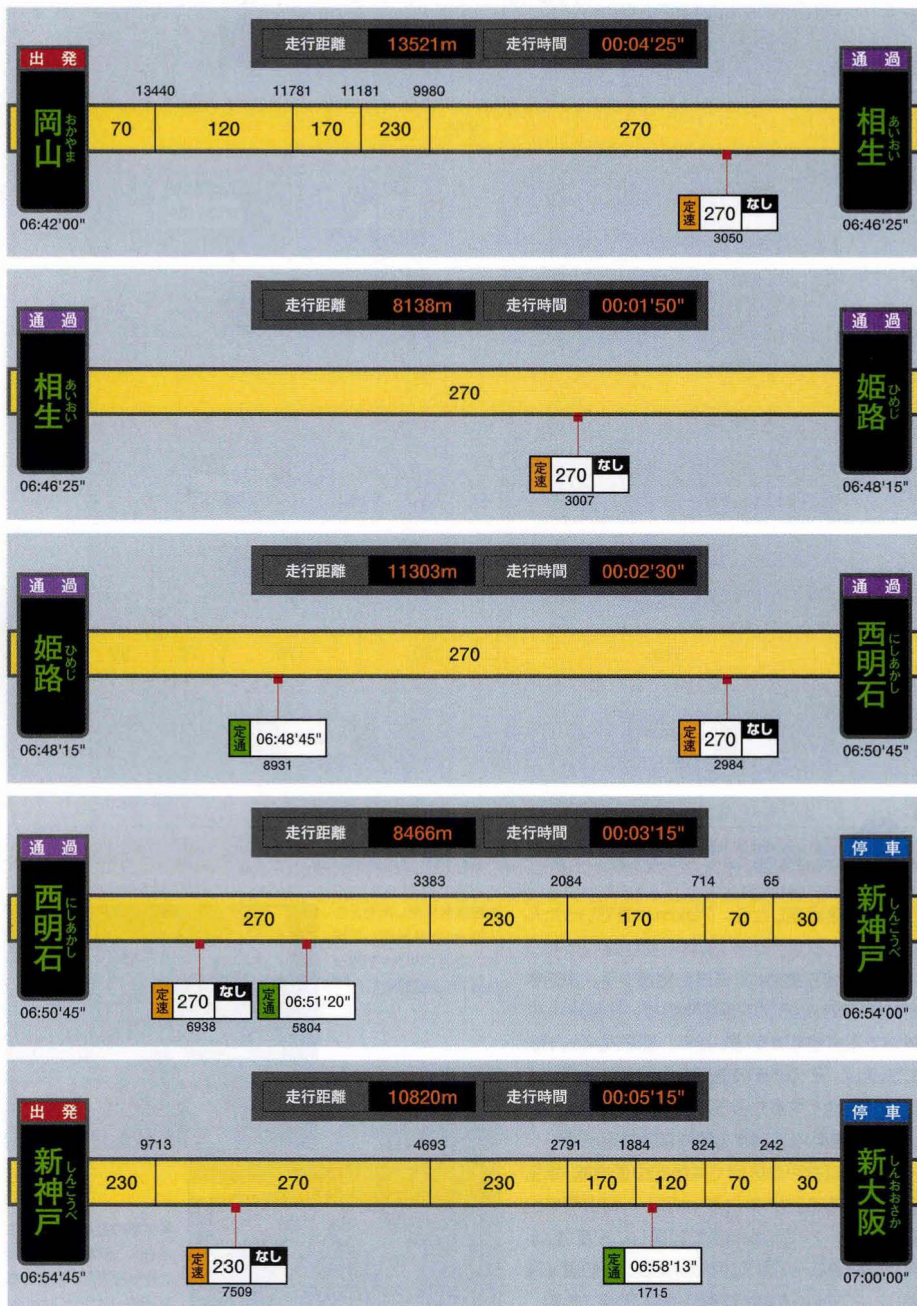 走行距離 13521m 走行時間 00:04'25"
出発 通過
13440 11781 11181 9980
岡山 おかやま 70 120 170 230 270 相生 あいおい
定速 270 なし
3050
06:42'00" 06:46'25"
走行距離 8138m 走行時間 00:01'50"
通過 通過
相生 あいおい 270 姫路 ひめじ
定速 270 なし
3007
06:46'25" 06:48'15"
走行距離 11303m 走行時間 00:02'30"
通過 通過
姫路 ひめじ 270 西明石 にしあかし
定通 06:48'45" 定速 270 なし
8931 2984
06:48'15" 06:50'45"
走行距離 8466m 走行時間 00:03'15"
通過 停車
3383 2084 714 65
西明石 にしあかし 270 230 170 70 30 新神戸 しんこうべ
定速 270 なし 定通 06:51'20"
6938 5804
06:50'45" 06:54'00"
走行距離 10820m 走行時間 00:05'15"
出発 停車
9713 4693 2791 1884 824 242
新神戸 しんこうべ 230 270 230 170 120 70 30 新大阪 しんおおさか
定速 230 なし 定通 06:58'13"
7509 1715
06:54'45" 07:00'00"